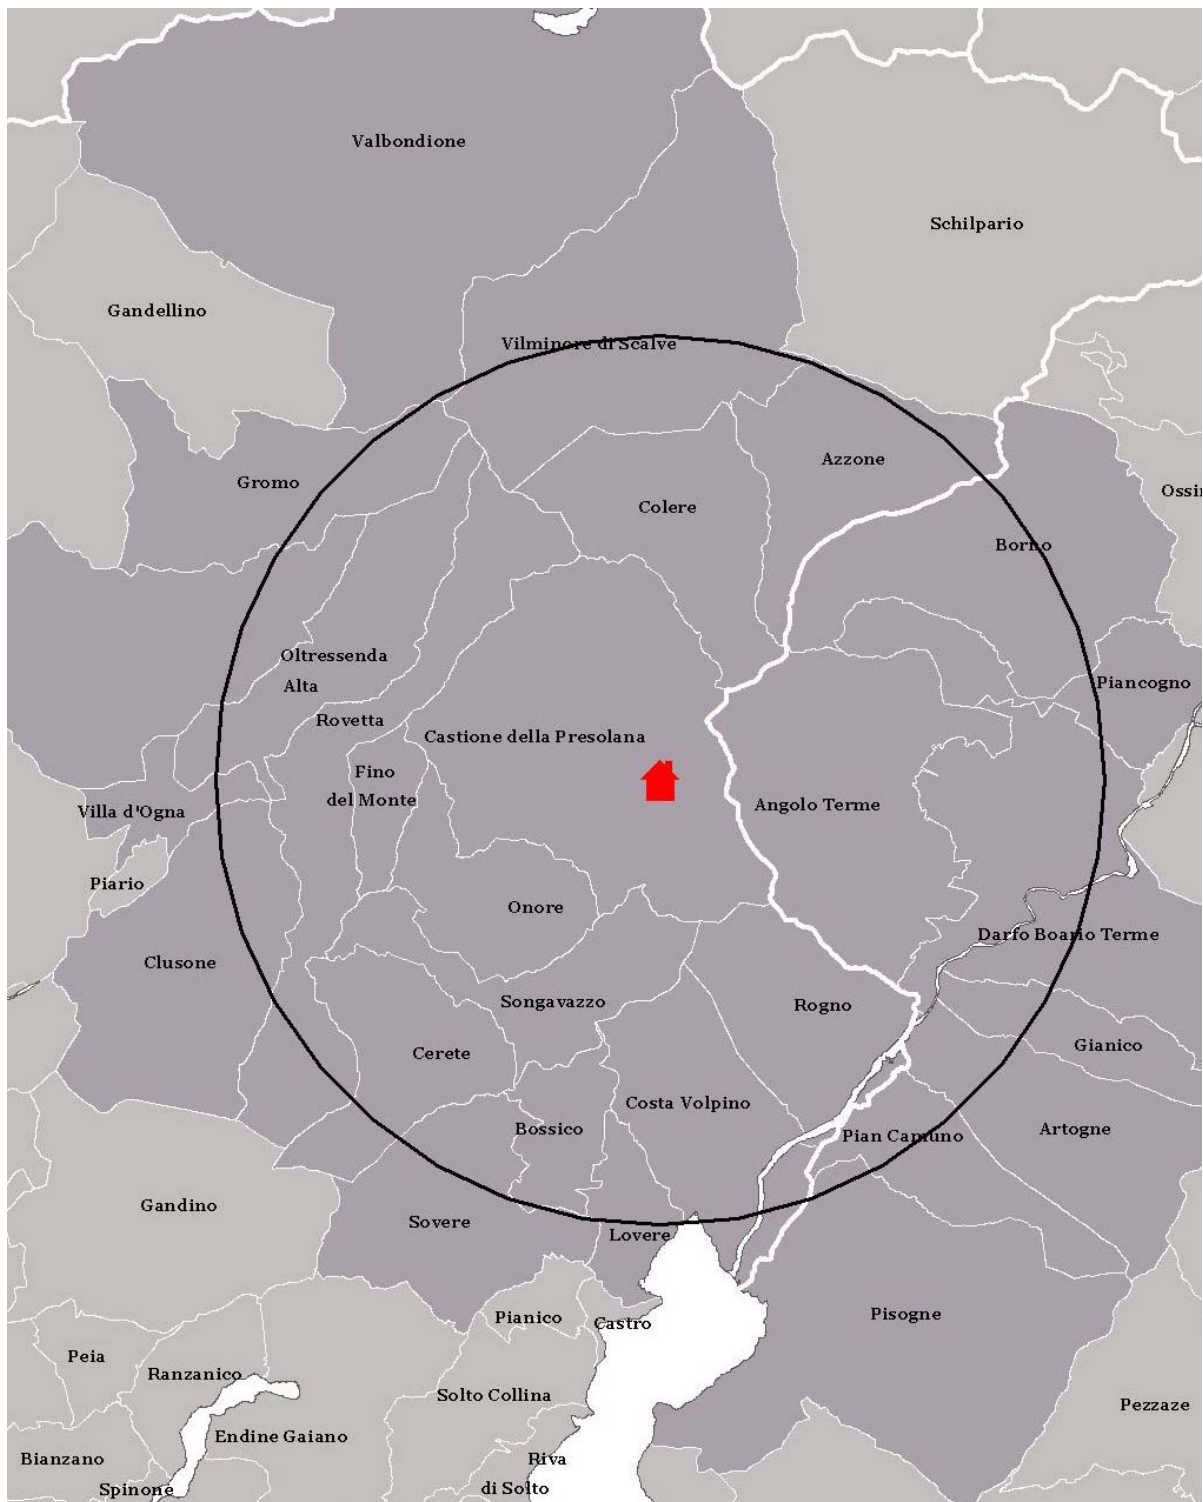 Valbondione
Schilpario
Gandellino
Vilminore di Scalve
Azzone
Gromo
Ossi
Colere
Borno
Oltressenda
Alta
Piancogno
Rovetta
Castione della Presolana
Fino
del Monte
Angolo Terme
Villa d'Ogna
Piario
Onore
Darfo Boario Terme
Clusone
Songavazzo
Rogno
Gianico
Cerete
Costa Volpino
Bossico
Pian Camuno
Artogne
Gandino
Sovere
Lovere
Pisogne
Pianico
Castro
Peia
Ranzanico
Solto Collina
Pezzaze
Endine Gaiano
Bianzano
Riva
di Solto
Spinone